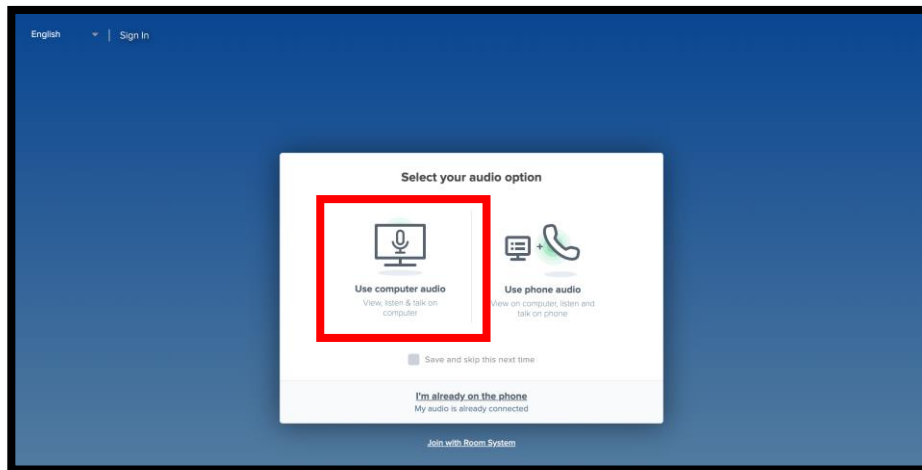 English | Sign In
Select your audio option
Use computer audio
View, listen & talk on
computer
Use phone audio
View on computer, listen and
talk on phone
Save and skip this next time
I'm already on the phone
My audio is already connected
Join with Room System